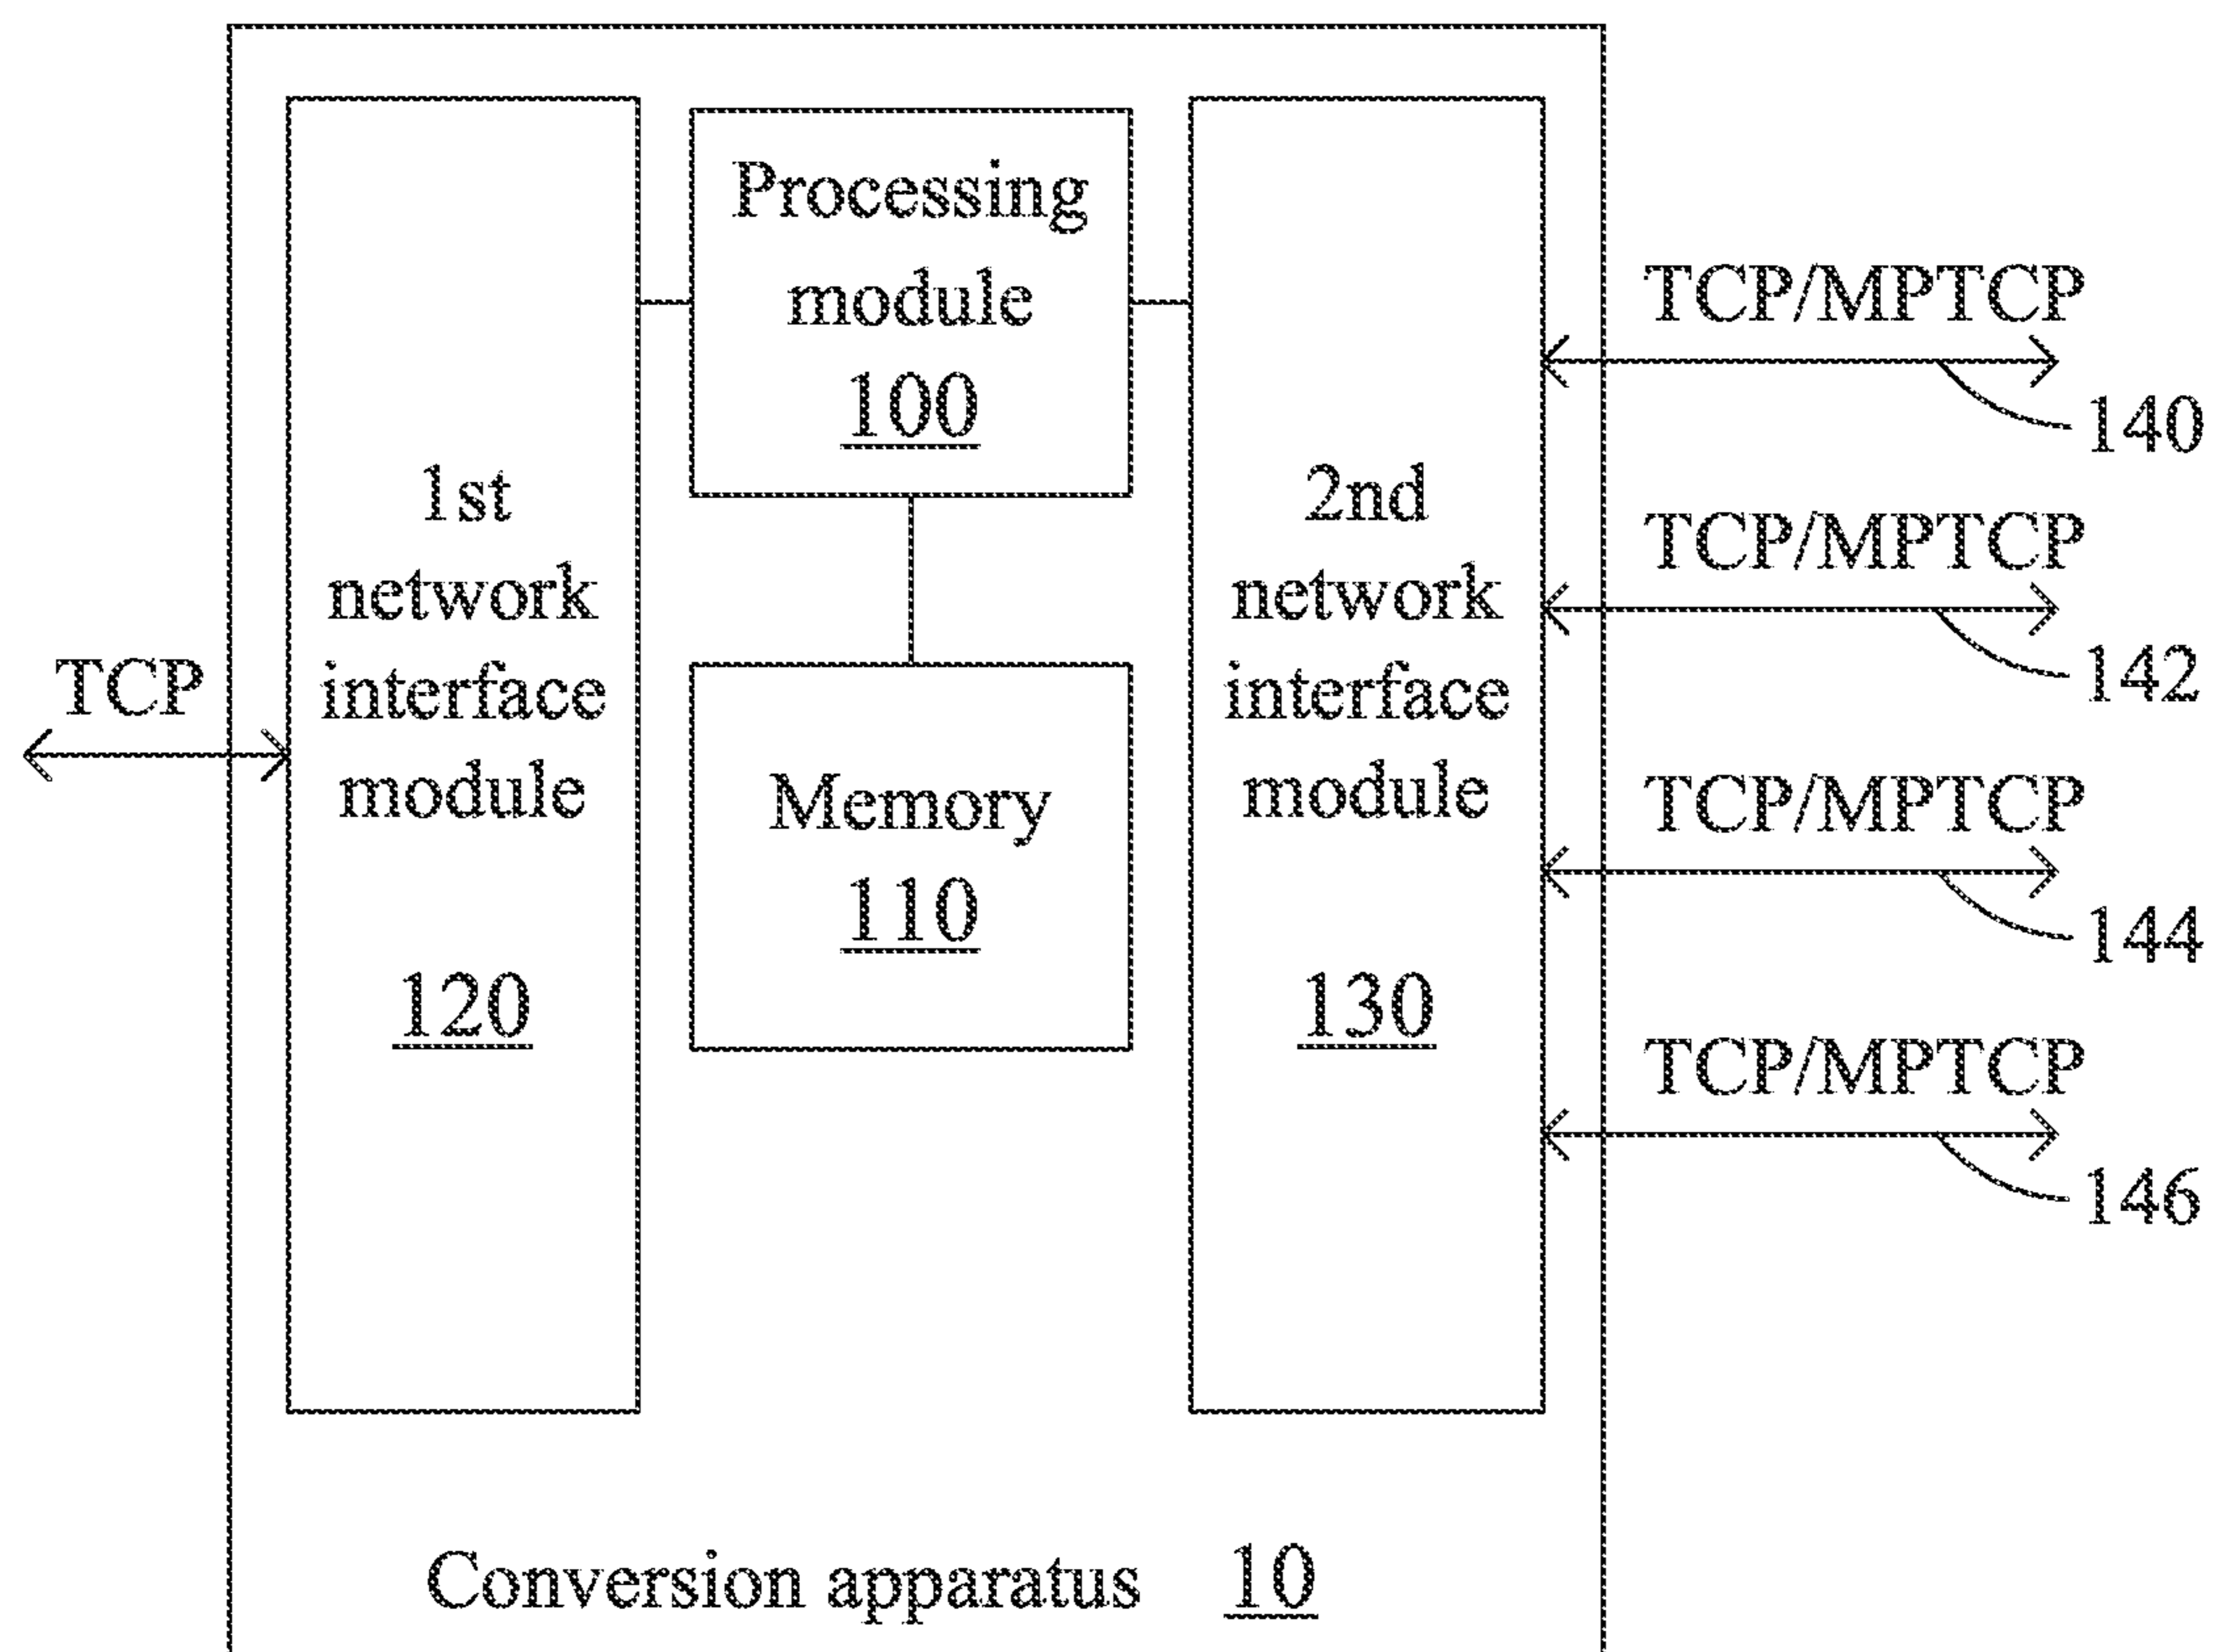 Processing
module
100
1st
network
interface
module
120
TCP
Memory
110
2nd
network
interface
module
130
TCP/MPTCP
140
TCP/MPTCP
142
TCP/MPTCP
144
TCP/MPTCP
146
Conversion apparatus 10